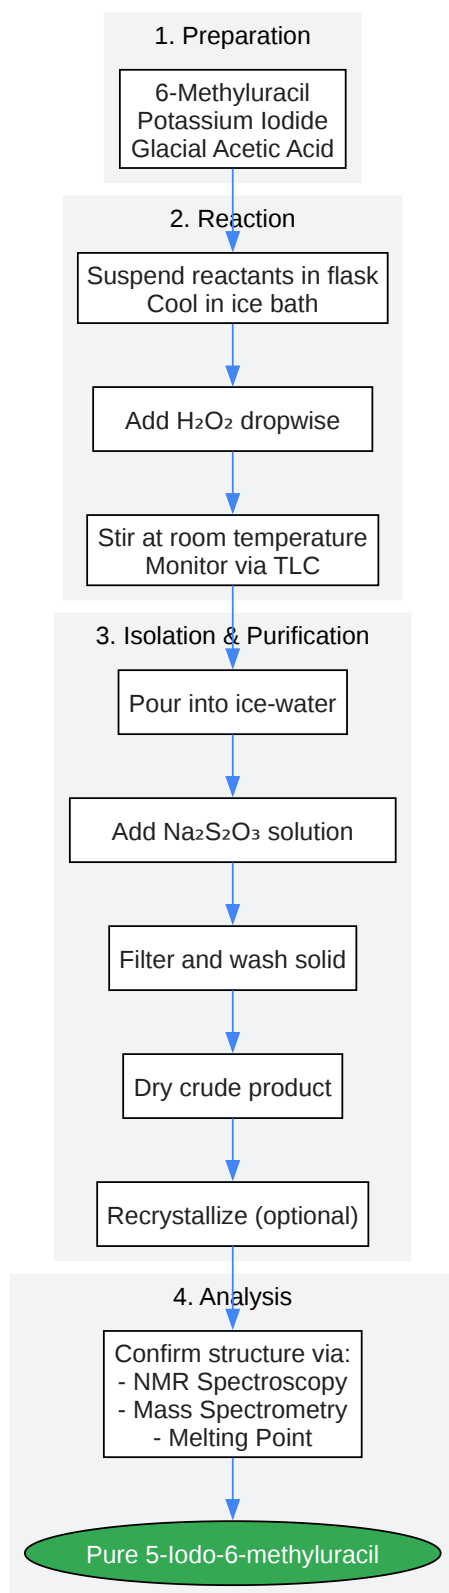 1. Preparation
6-Methyluracil
Potassium Iodide
Glacial Acetic Acid
2. Reaction
Suspend reactants in flask
Cool in ice bath
Add H₂O₂ dropwise
Stir at room temperature
Monitor via TLC
3. Isolation & Purification
Pour into ice-water
Add Na₂S₂O₃ solution
Filter and wash solid
Dry crude product
Recrystallize (optional)
4. Analysis
Confirm structure via:
- NMR Spectroscopy
- Mass Spectrometry
- Melting Point
Pure 5-Iodo-6-methyluracil